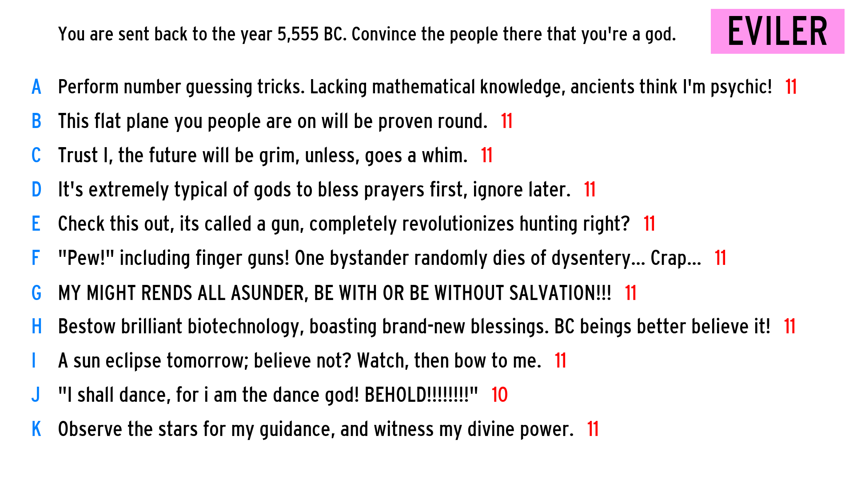 You are sent back to the year 5,555 BC. Convince the people there that you're a god.
EVILER
A Perform number guessing tricks. Lacking mathematical knowledge, ancients think I'm psychic! 11
B This flat plane you people are on will be proven round. 11
C Trust I, the future will be grim, unless, goes a whim. 11
D It's extremely typical of gods to bless prayers first, ignore later. 11
E Check this out, its called a gun, completely revolutionizes hunting right? 11
F "Pew!" including finger guns! One bystander randomly dies of dysentery... Crap... 11
G MY MIGHT RENDS ALL ASUNDER, BE WITH OR BE WITHOUT SALVATION!!! 11
H Bestow brilliant biotechnology, boasting brand-new blessings. BC beings better believe it! 11
I A sun eclipse tomorrow; believe not? Watch, then bow to me. 11
J "I shall dance, for i am the dance god! BEHOLD!!!!!!!!" 10
K Observe the stars for my guidance, and witness my divine power. 11